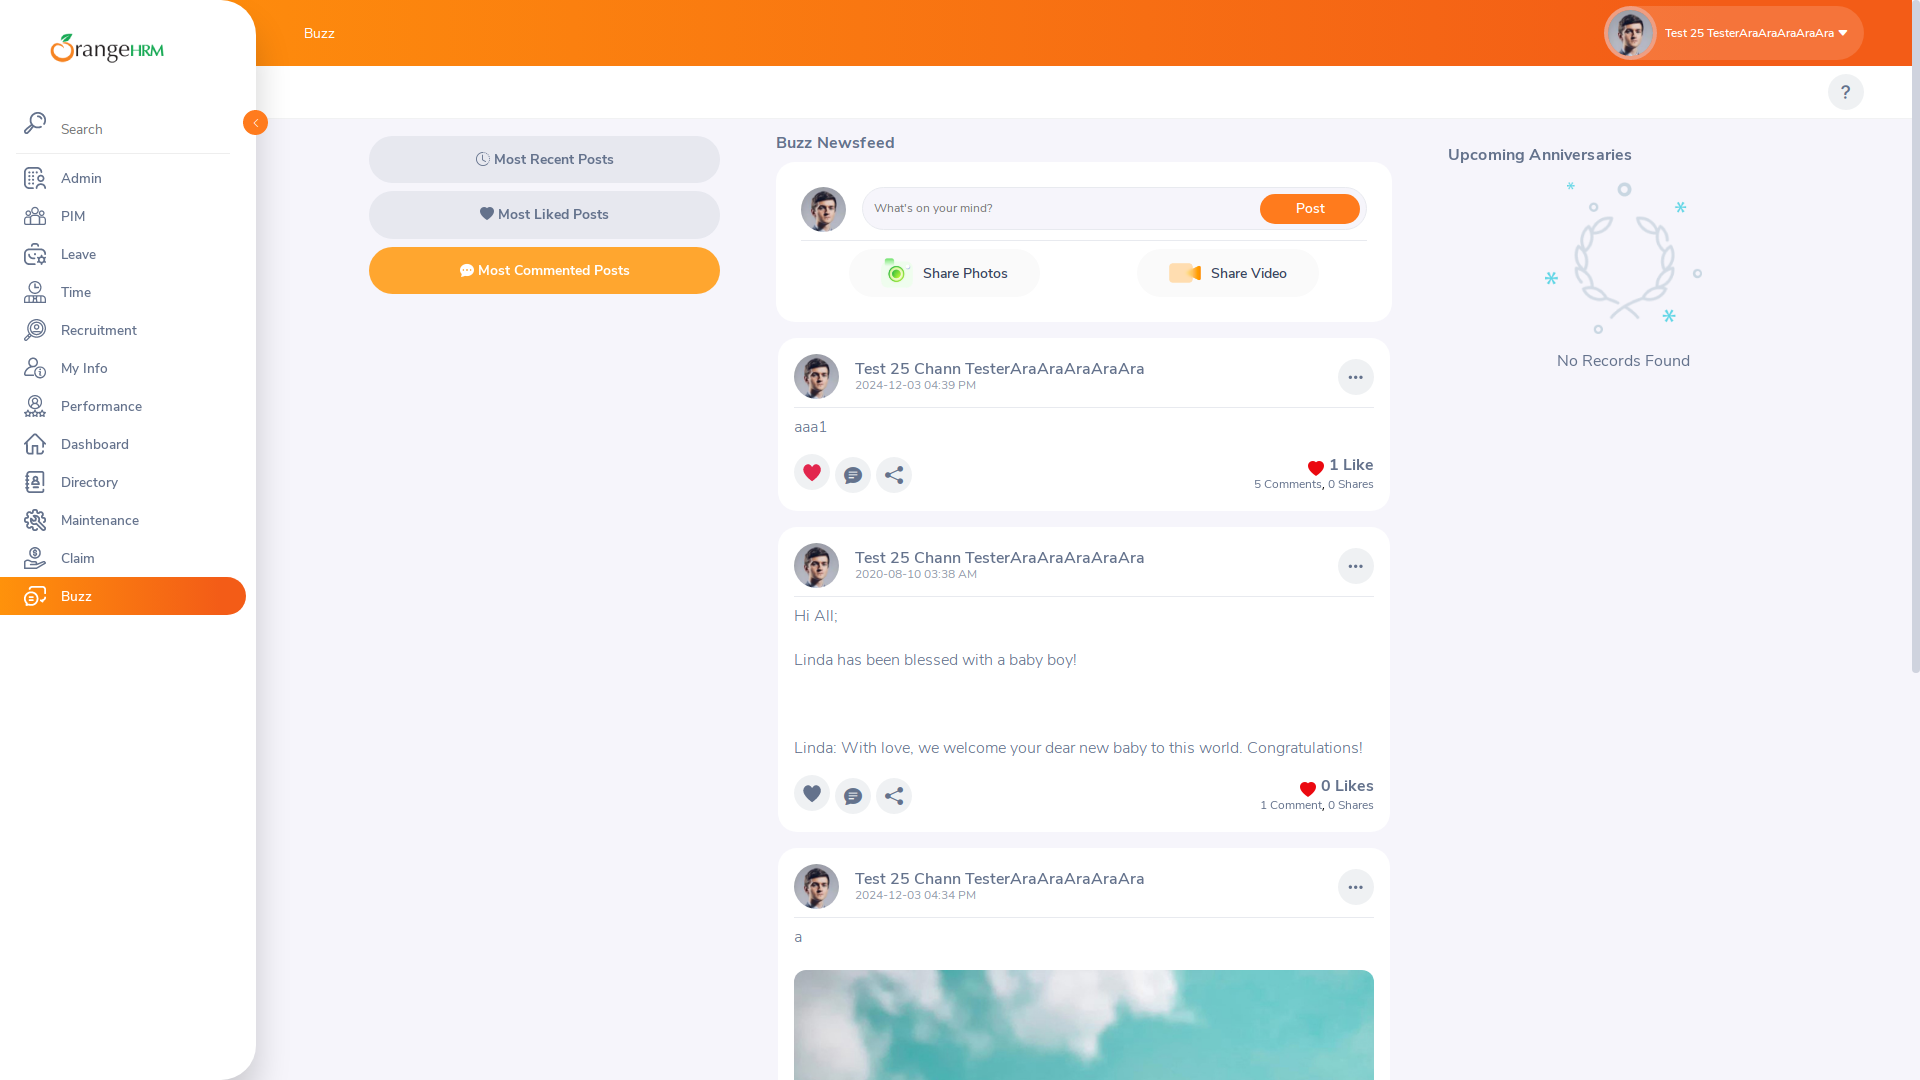 OrangeHRM
Search
Admin
PIM
Leave
Time
Recruitment
My Info
Performance
Dashboard
Directory
Maintenance
Claim
Buzz
Buzz
Test 25 TesterAraAraAraAraAra
?
Most Recent Posts
Most Liked Posts
Most Commented Posts
Buzz Newsfeed
What's on your mind?
Post
Share Photos
Share Video
Test 25 Chann TesterAraAraAraAraAra
2024-12-03 04:39 PM
aaa1
1 Like
5 Comments, 0 Shares
Test 25 Chann TesterAraAraAraAraAra
2020-08-10 03:38 AM
Hi All;
Linda has been blessed with a baby boy!
Linda: With love, we welcome your dear new baby to this world. Congratulations!
0 Likes
1 Comment, 0 Shares
Test 25 Chann TesterAraAraAraAraAra
2024-12-03 04:34 PM
a
Upcoming Anniversaries
No Records Found